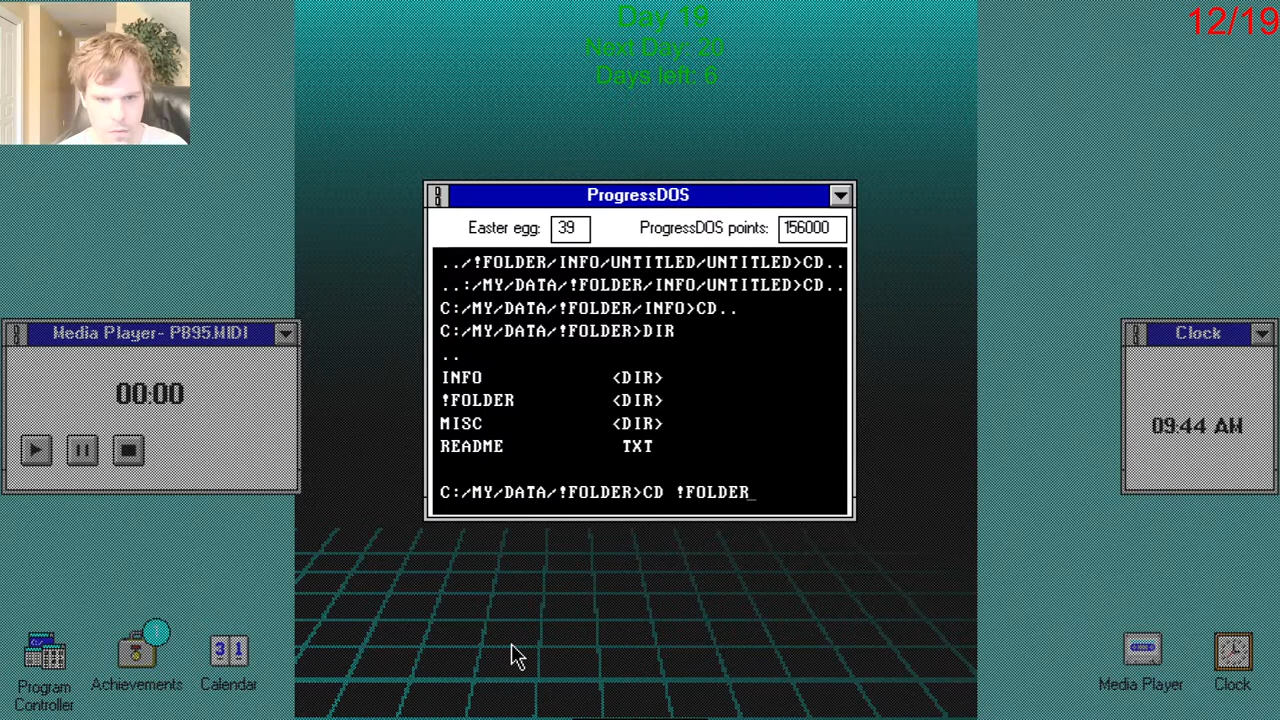 Day 19
Next Day: 20
Days left: 6
12/19
ProgressDOS
Easter egg: 39
ProgressDOS points: 156000
../!FOLDER/INFO/UNTITLED/UNTITLED>CD..
..:/MY/DATA/!FOLDER/INFO/UNTITLED>CD..
C:/MY/DATA/!FOLDER/INFO>CD..
C:/MY/DATA/!FOLDER>DIR
..
INFO <DIR>
!FOLDER <DIR>
MISC <DIR>
README TXT
C:/MY/DATA/!FOLDER>CD !FOLDER_
Media Player- PB95.MIDI
00:00
Clock
09:44 AM
Program
Controller
Achievements
31
Calendar
Media Player
Clock